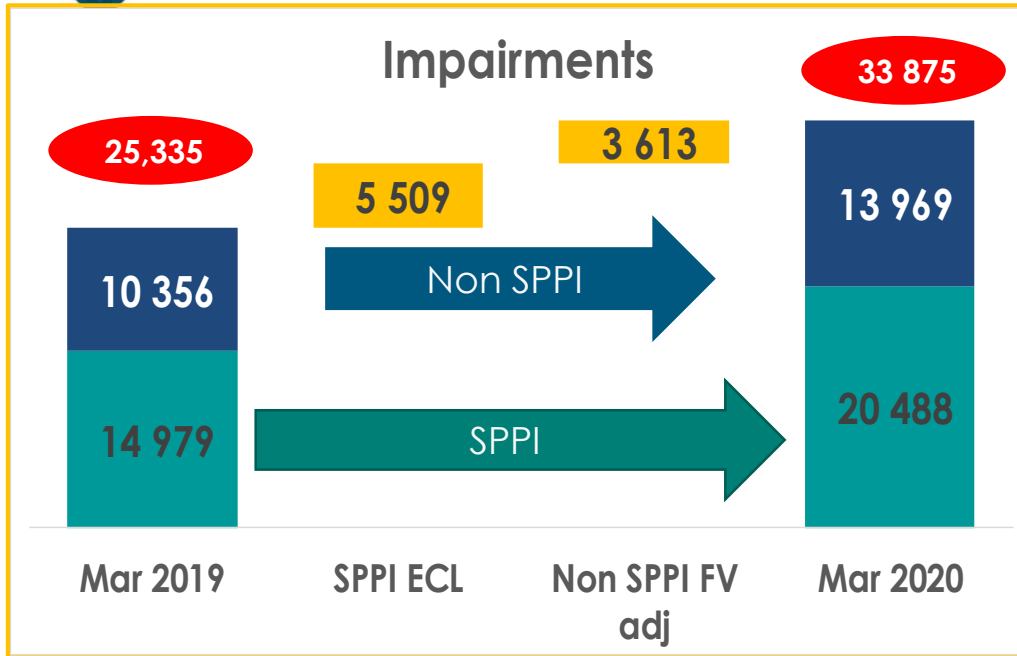 Impairments
33 875
25,335
3 613
5 509
13 969
Non SPPI
10 356
20 488
14 979
SPPI
Mar 2019
SPPI ECL
Non SPPI FV
adj
Mar 2020